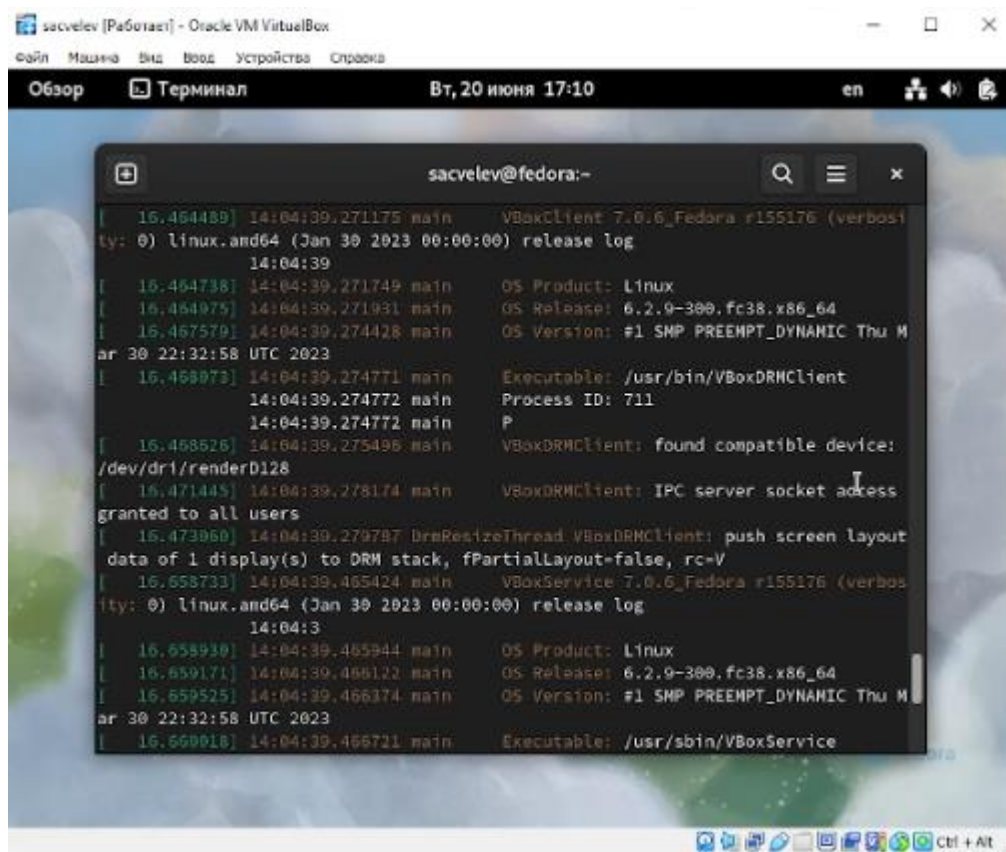 sacvelev [Работает] - Oracle VM VirtualBox
Файл Машина Вид Ввод Устройства Справка
Обзор Терминал Вт, 20 июня 17:10 en
sacvelev@fedora:~
[ 16.464489] 14:04:39.271175 main VBoxClient 7.0.6_Fedora r155176 (verbosi
ty: 0) linux.amd64 (Jan 30 2023 00:00:00) release log
14:04:39
[ 16.464738] 14:04:39.271749 main OS Product: Linux
[ 16.464975] 14:04:39.271931 main OS Release: 6.2.9-300.fc38.x86_64
[ 16.467579] 14:04:39.274428 main OS Version: #1 SMP PREEMPT_DYNAMIC Thu M
ar 30 22:32:58 UTC 2023
[ 16.468073] 14:04:39.274771 main Executable: /usr/bin/VBoxDRMClient
14:04:39.274772 main Process ID: 711
14:04:39.274772 main P
[ 16.468626] 14:04:39.275496 main VBoxDRMClient: found compatible device:
/dev/dri/renderD128
[ 16.471445] 14:04:39.278174 main VBoxDRMClient: IPC server socket access
granted to all users
[ 16.473960] 14:04:39.279787 DrmResizeThread VBoxDRMClient: push screen layout
data of 1 display(s) to DRM stack, fPartialLayout=false, rc=V
[ 16.658733] 14:04:39.465424 VBoxService 7.0.6_Fedora r155176 (verbos
ity: 0) linux.amd64 (Jan 30 2023 00:00:00) release log
14:04:3
[ 16.658930] 14:04:39.465944 main OS Product: Linux
[ 16.659171] 14:04:39.466122 main OS Release: 6.2.9-300.fc38.x86_64
[ 16.659525] 14:04:39.466374 main OS Version: #1 SMP PREEMPT_DYNAMIC Thu M
ar 30 22:32:58 UTC 2023
[ 16.660018] 14:04:39.466721 main Executable: /usr/sbin/VBoxService
Ctrl + Alt